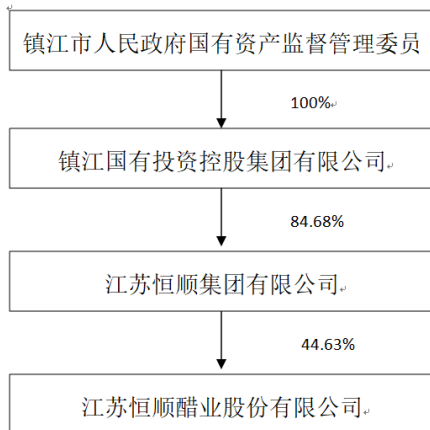 镇江市人民政府国有资产监督管理委员
100%
镇江国有投资控股集团有限公司
84.68%
江苏恒顺集团有限公司
44.63%
江苏恒顺醋业股份有限公司